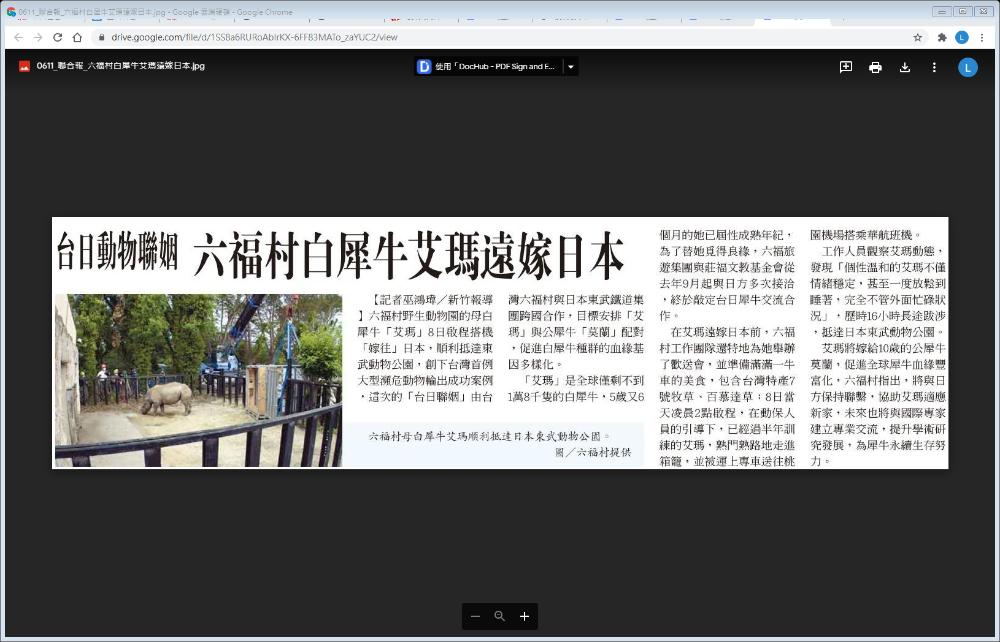 0611_聯合報_六福村白犀牛艾瑪遠嫁日本.jpg - Google 雲端硬碟 - Google Chrome
drive.google.com/file/d/1SS8a6RURoAbIrKX-6FF83MATo_zaYUC2/view
L
0611_聯合報_六福村白犀牛艾瑪遠嫁日本.jpg
使用「DocHub - PDF Sign and E...
L
台日動物聯姻 六福村白犀牛艾瑪遠嫁日本
【記者巫鴻瑋／新竹報導
】六福村野生動物園的母白
犀牛「艾瑪」8日啟程搭機
「嫁往」日本，順利抵達東
武動物公園，創下台灣首例
大型瀕危動物輸出成功案例
，這次的「台日聯姻」由台
灣六福村與日本東武鐵道集
團跨國合作，目標安排「艾
瑪」與公犀牛「莫蘭」配對
，促進白犀牛種群的血緣基
因多樣化。
「艾瑪」是全球僅剩不到
1萬8千隻的白犀牛，5歲又6
個月的她已屆性成熟年紀，
為了替她覓得良緣，六福旅
遊集團與莊福文教基金會從
去年9月起與日方多次接洽
，終於敲定台日犀牛交流合
作。
在艾瑪遠嫁日本前，六福
村工作團隊還特地為她舉辦
了歡送會，並準備滿滿一牛
車的美食，包含台灣特產7
號牧草、百慕達草；8日當
天凌晨2點啟程，在動保人
員的引導下，已經過半年訓
練的艾瑪，熟門熟路地走進
箱籠，並被運上專車送往桃
園機場搭乘華航班機。
工作人員觀察艾瑪動態，
發現「個性溫和的艾瑪不僅
情緒穩定，甚至一度放鬆到
睡著，完全不管外面忙碌狀
況」，歷時16小時長途跋涉
，抵達日本東武動物公園。
艾瑪將嫁給10歲的公犀牛
莫蘭，促進全球犀牛血緣豐
富化，六福村指出，將與日
方保持聯繫，協助艾瑪適應
新家，未來也將與國際專家
建立專業交流，提升學術研
究發展，為犀牛永續生存努
力。
六福村母白犀牛艾瑪順利抵達日本東武動物公園。
圖／六福村提供